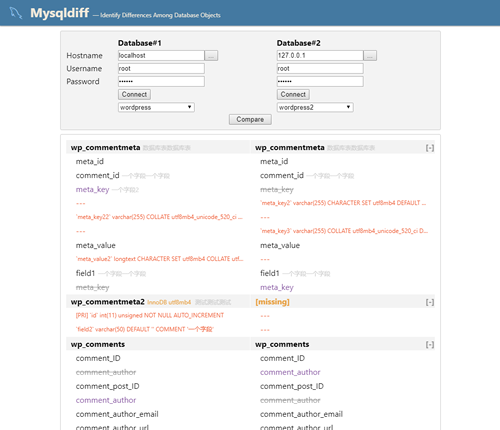 Mysqldiff — Identify Differences Among Database Objects
Database#1 Database#2
Hostname localhost ... 127.0.0.1 ...
Username root root
Password •••••• ••••••
Connect Connect
wordpress wordpress2
Compare
wp_commentmeta 数据库表数据库表 wp_commentmeta 数据库表数据库表 [-]
meta_id meta_id
comment_id 一个字段一个字段 comment_id 一个字段一个字段
meta_key 一个字段2 meta_key
--- `meta_key2` varchar(255) CHARACTER SET utf8mb4 DEFAULT ...
`meta_key22` varchar(255) COLLATE utf8mb4_unicode_520_ci ... ---
--- `meta_key3` varchar(255) COLLATE utf8mb4_unicode_520_ci D...
meta_value meta_value
`meta_value2` longtext CHARACTER SET utf8mb4 COLLATE utf... ---
field1 一个字段一个字段 field1 一个字段一个字段
meta_key meta_key
wp_commentmeta2 InnoDB utf8mb4 测试测试测试 [missing] [-]
[PRI] `id` int(11) unsigned NOT NULL AUTO_INCREMENT ---
`field2` varchar(50) DEFAULT '' COMMENT '一个字段' ---
wp_comments wp_comments [-]
comment_ID comment_ID
comment_author comment_author
comment_post_ID comment_post_ID
comment_author comment_author
comment_author_email comment_author_email
comment_author_url comment_author_url